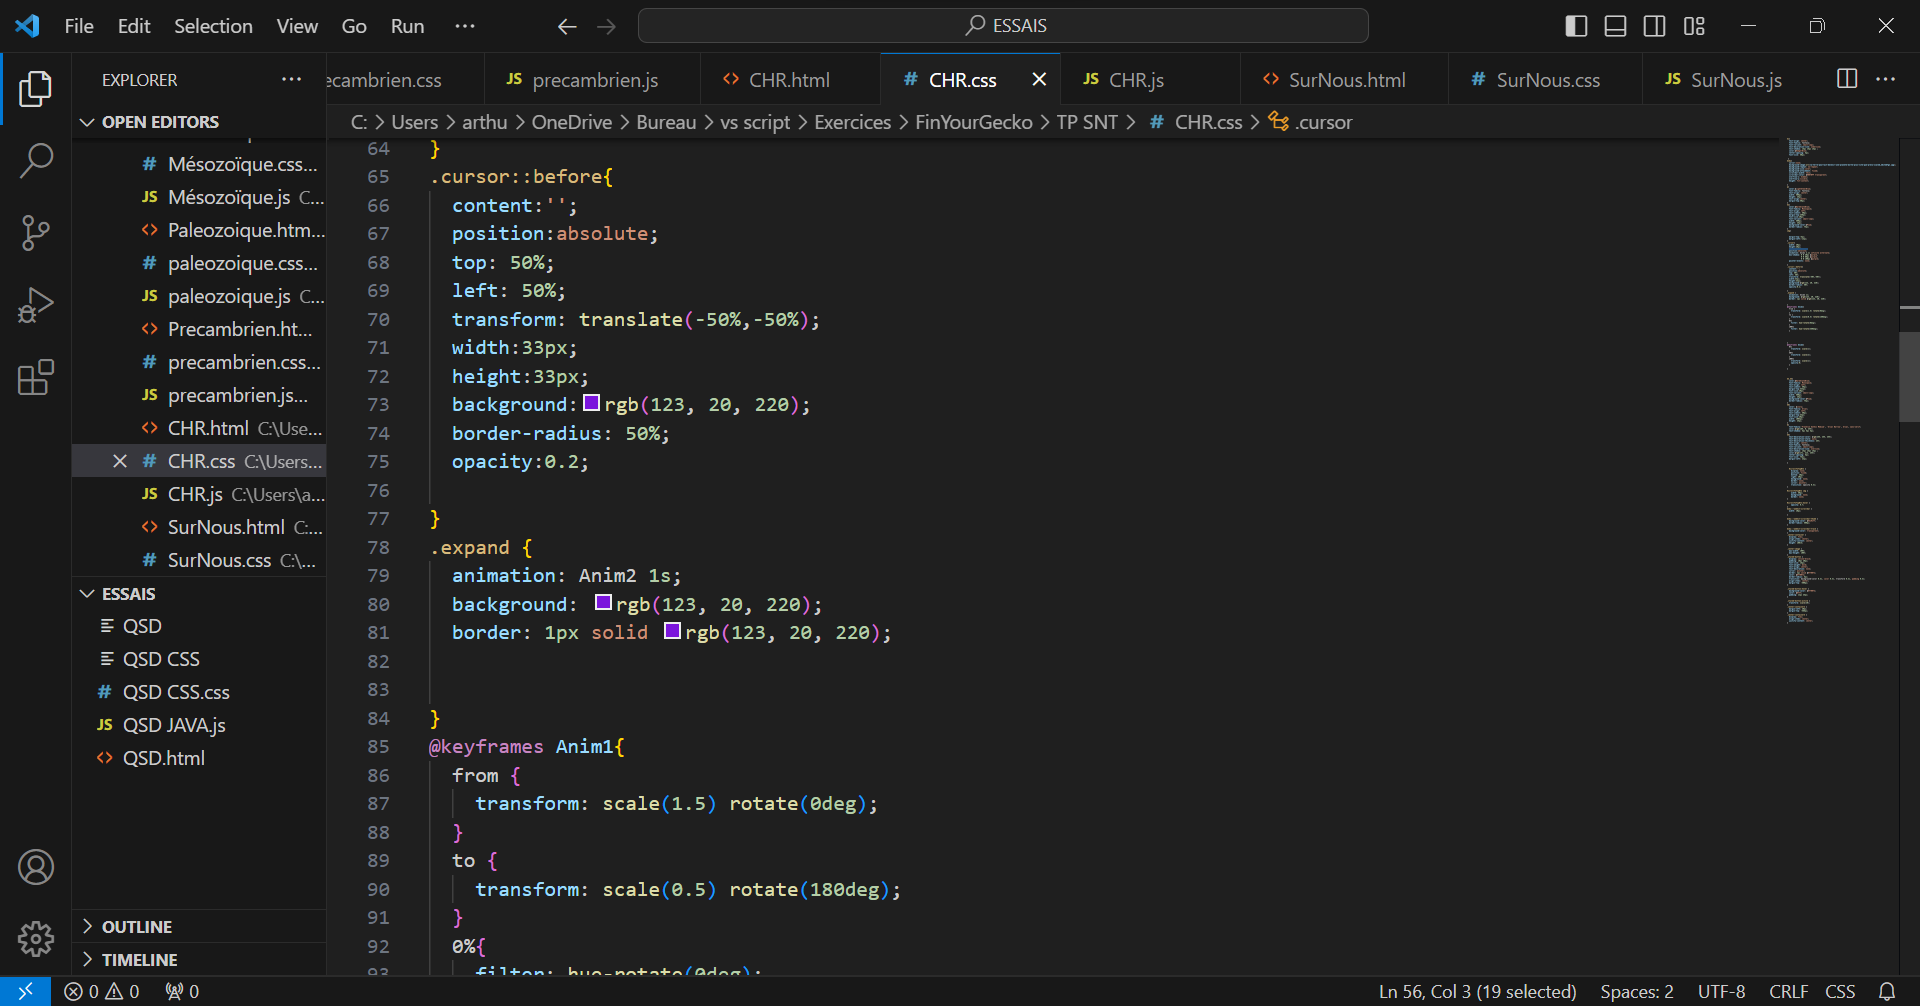 File Edit Selection View Go Run ··· ESSAIS
EXPLORER ···
ecambrien.css JS precambrien.js <> CHR.html # CHR.css JS CHR.js <> SurNous.html # SurNous.css JS SurNous.js ···
OPEN EDITORS
C: > Users > arthu > OneDrive > Bureau > vs script > Exercices > FinYourGecko > TP SNT > # CHR.css > .cursor
# Mésozoïque.css...
JS Mésozoïque.js C...
<> Paleozoique.htm...
# paleozoique.css...
JS paleozoique.js C...
<> Precambrien.ht...
# precambrien.css...
JS precambrien.js...
<> CHR.html C:\Use...
# CHR.css C:\Users...
JS CHR.js C:\Users\a...
<> SurNous.html C:...
# SurNous.css C:\...
ESSAIS
QSD
QSD CSS
# QSD CSS.css
JS QSD JAVA.js
<> QSD.html
OUTLINE
TIMELINE
64 }
65 .cursor::before{
66 content:'';
67 position:absolute;
68 top: 50%;
69 left: 50%;
70 transform: translate(-50%,-50%);
71 width:33px;
72 height:33px;
73 background: rgb(123, 20, 220);
74 border-radius: 50%;
75 opacity:0.2;
76
77 }
78 .expand {
79 animation: Anim2 1s;
80 background: rgb(123, 20, 220);
81 border: 1px solid rgb(123, 20, 220);
82
83
84 }
85 @keyframes Anim1{
86 from {
87 transform: scale(1.5) rotate(0deg);
88 }
89 to {
90 transform: scale(0.5) rotate(180deg);
91 }
92 0%{
93 filter: hue-rotate(0deg);
0 0 0 Ln 56, Col 3 (19 selected) Spaces: 2 UTF-8 CRLF CSS